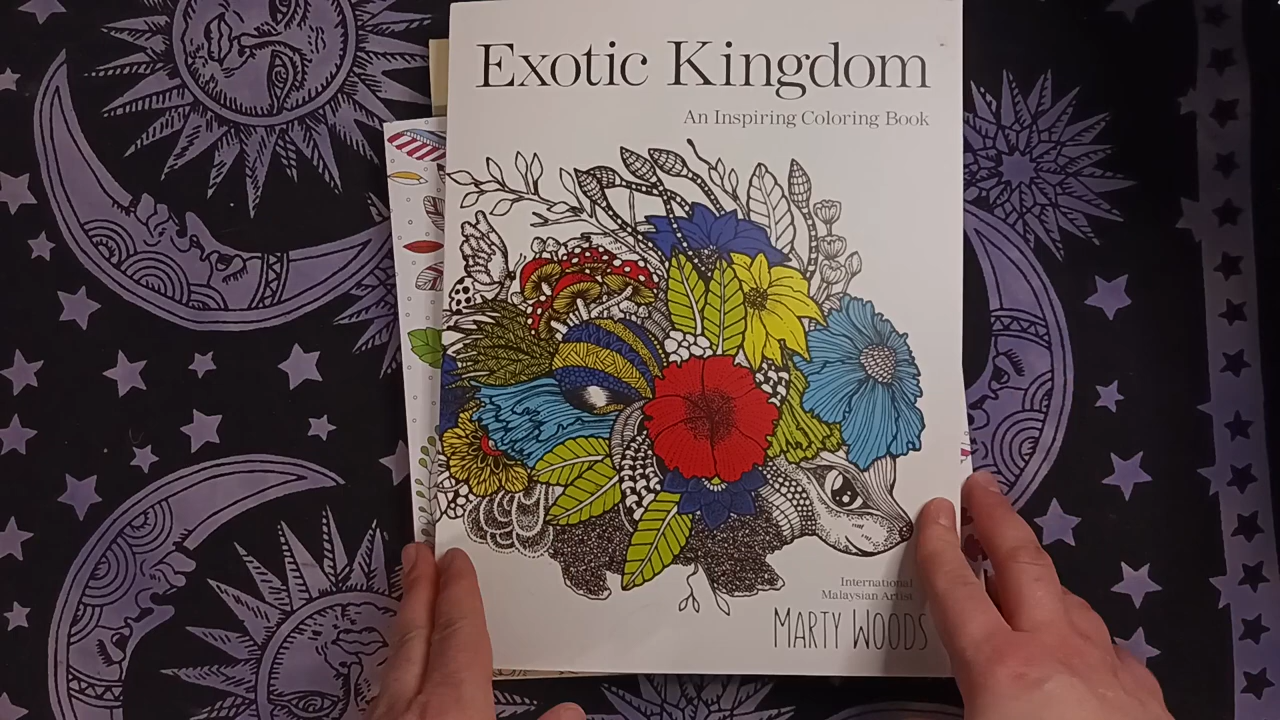 Exotic Kingdom
An Inspiring Coloring Book
International
Malaysian Artist
MARTY WOODS